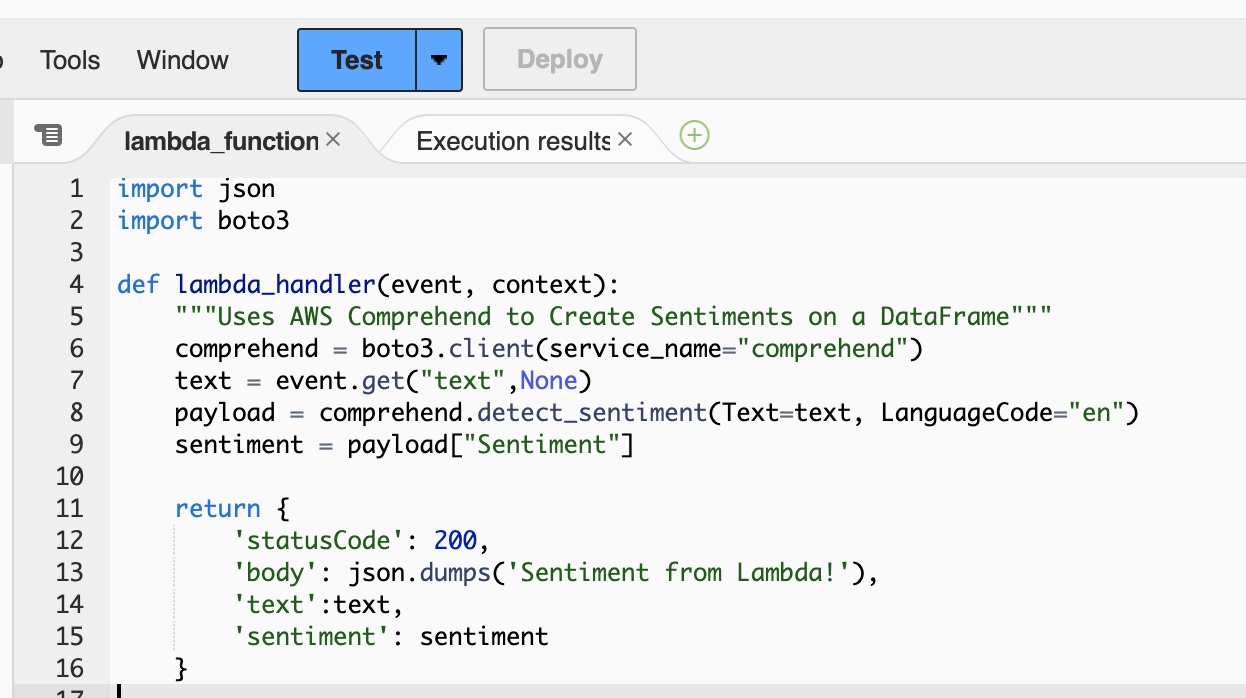 Tools Window Test Deploy
lambda_function Execution results
1 import json
2 import boto3
3
4 def lambda_handler(event, context):
5     """Uses AWS Comprehend to Create Sentiments on a DataFrame"""
6     comprehend = boto3.client(service_name="comprehend")
7     text = event.get("text",None)
8     payload = comprehend.detect_sentiment(Text=text, LanguageCode="en")
9     sentiment = payload["Sentiment"]
10
11     return {
12         'statusCode': 200,
13         'body': json.dumps('Sentiment from Lambda!'),
14         'text':text,
15         'sentiment': sentiment
16     }
17